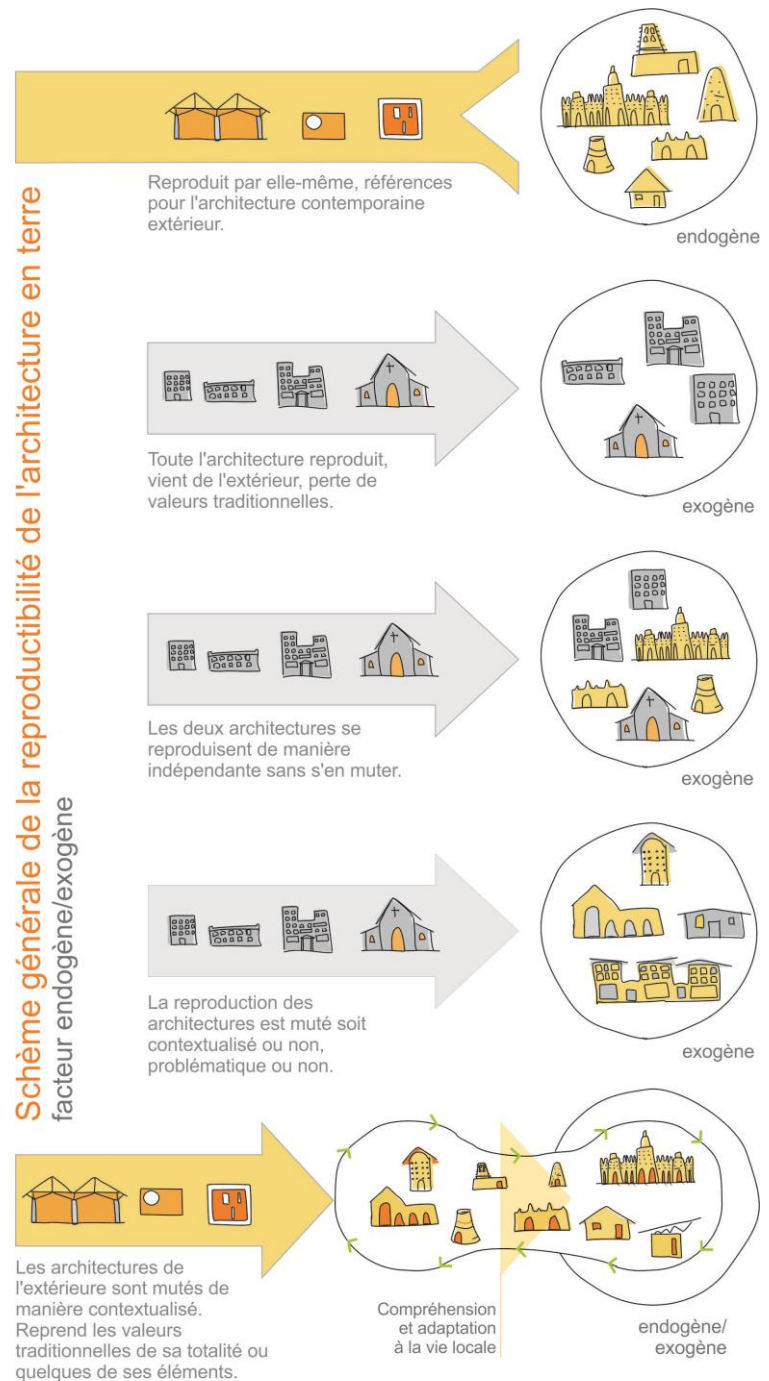 Schème générale de la reproductibilité de l'architecture en terre
facteur endogène/exogène
Reproduit par elle-même, références
pour l'architecture contemporaine
extérieur.
endogène
Toute l'architecture reproduit,
vient de l'extérieur, perte de
valeurs traditionnelles.
exogène
Les deux architectures se
reproduisent de manière
indépendante sans s'en muter.
exogène
La reproduction des
architectures est muté soit
contextualisé ou non,
problématique ou non.
exogène
Les architectures de
l'extérieure sont mutés de
manière contextualisé.
Reprend les valeurs
traditionnelles de sa totalité ou
quelques de ses éléments.
Compréhension
et adaptation
à la vie locale
endogène/
exogène